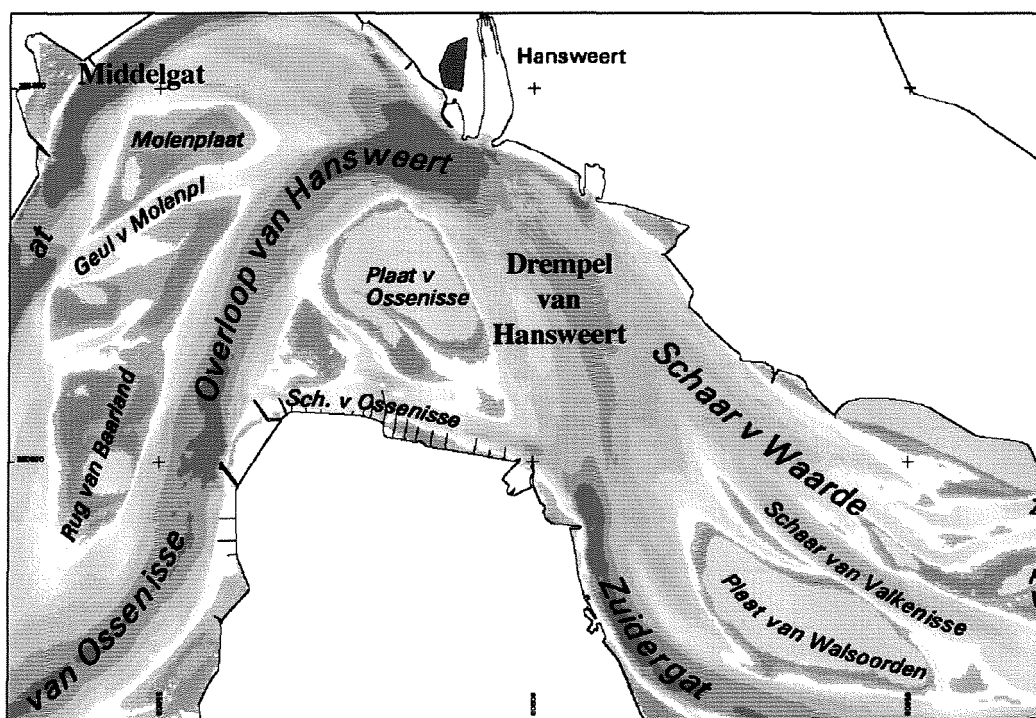 Hansweert
Middelgat
Molenplaat
Geul v Molenpl
at
Overloop van Hansweert
Plaat v
Ossenisse
Drempel
van
Hansweert
Schaar v Waarde
Sch. v Ossenisse
Rug van Baarland
Schaar van Valkenisse
Plaat van Walsoorden
Zuidergat
van Ossenisse